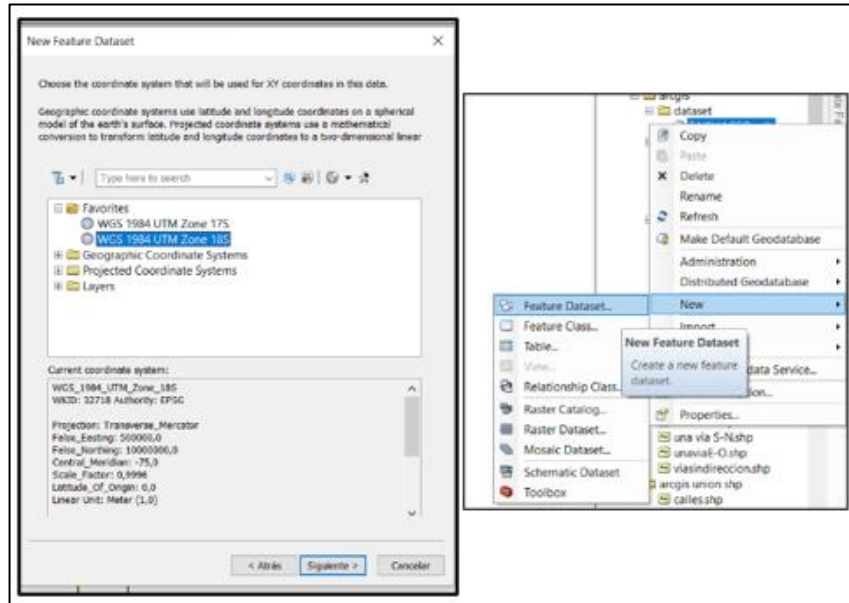 New Feature Dataset
Choose the coordinate system that will be used for XY coordinates in this data.
Geographic coordinate systems use latitude and longitude coordinates on a spherical
model of the earth's surface. Projected coordinate systems use a mathematical
conversion to transform latitude and longitude coordinates to a two-dimensional linear
Type here to search
Favorites
WGS 1984 UTM Zone 17S
WGS 1984 UTM Zone 18S
Geographic Coordinate Systems
Projected Coordinate Systems
Layers
Current coordinate system:
WGS_1984_UTM_Zone_18S
WKID: 32718 Authority: EPSG
Projection: Transverse_Mercator
False_Easting: 500000,0
False_Northing: 10000000,0
Central_Meridian: -75,0
Scale_Factor: 0,9996
Latitude_Of_Origin: 0,0
Linear Unit: Meter (1,0)
< Atrás
Siguiente >
Cancelar
arcgis
dataset
Copy
Paste
Delete
Rename
Refresh
Make Default Geodatabase
Administration
Distributed Geodatabase
New
Import
data Service...
Properties...
Feature Dataset...
Feature Class...
Table...
View...
Relationship Class...
Raster Catalog...
Raster Dataset...
Mosaic Dataset...
Schematic Dataset
Toolbox
New Feature Dataset
Create a new feature
dataset.
una via S-N.shp
unaviaE-O.shp
viasindireccion.shp
arcgis union shp
calles.shp